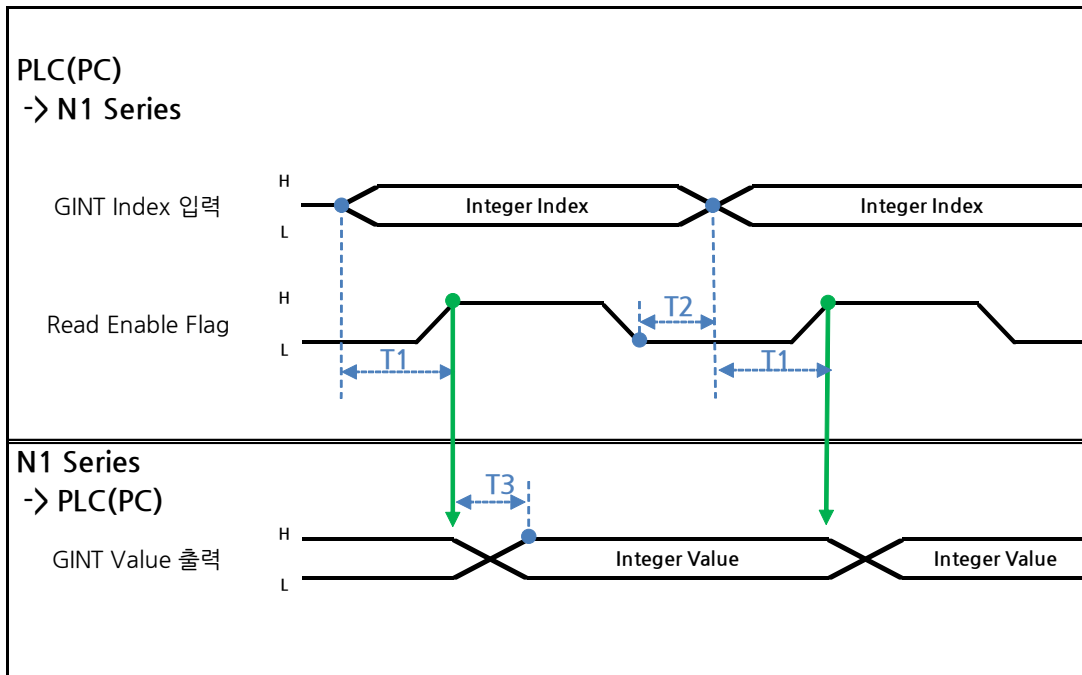 PLC(PC)
-> N1 Series
GINT Index 입력
H
L
Integer Index
Integer Index
Read Enable Flag
H
L
T1
T2
T1
N1 Series
-> PLC(PC)
T3
GINT Value 출력
H
L
Integer Value
Integer Value